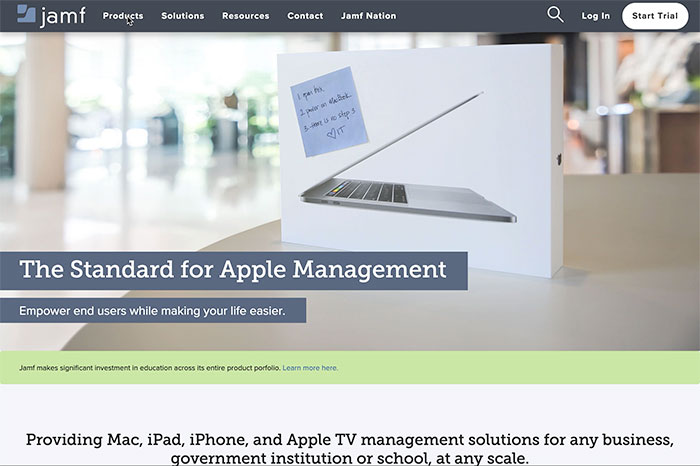 jamf
Products
Solutions
Resources
Contact
Jamf Nation
Log In
Start Trial
1. open box.
2. power on MacBook.
3. there is no step 3
♡IT
The Standard for Apple Management
Empower end users while making your life easier.
Jamf makes significant investment in education across its entire product porfolio. Learn more here.
Providing Mac, iPad, iPhone, and Apple TV management solutions for any business,
government institution or school, at any scale.